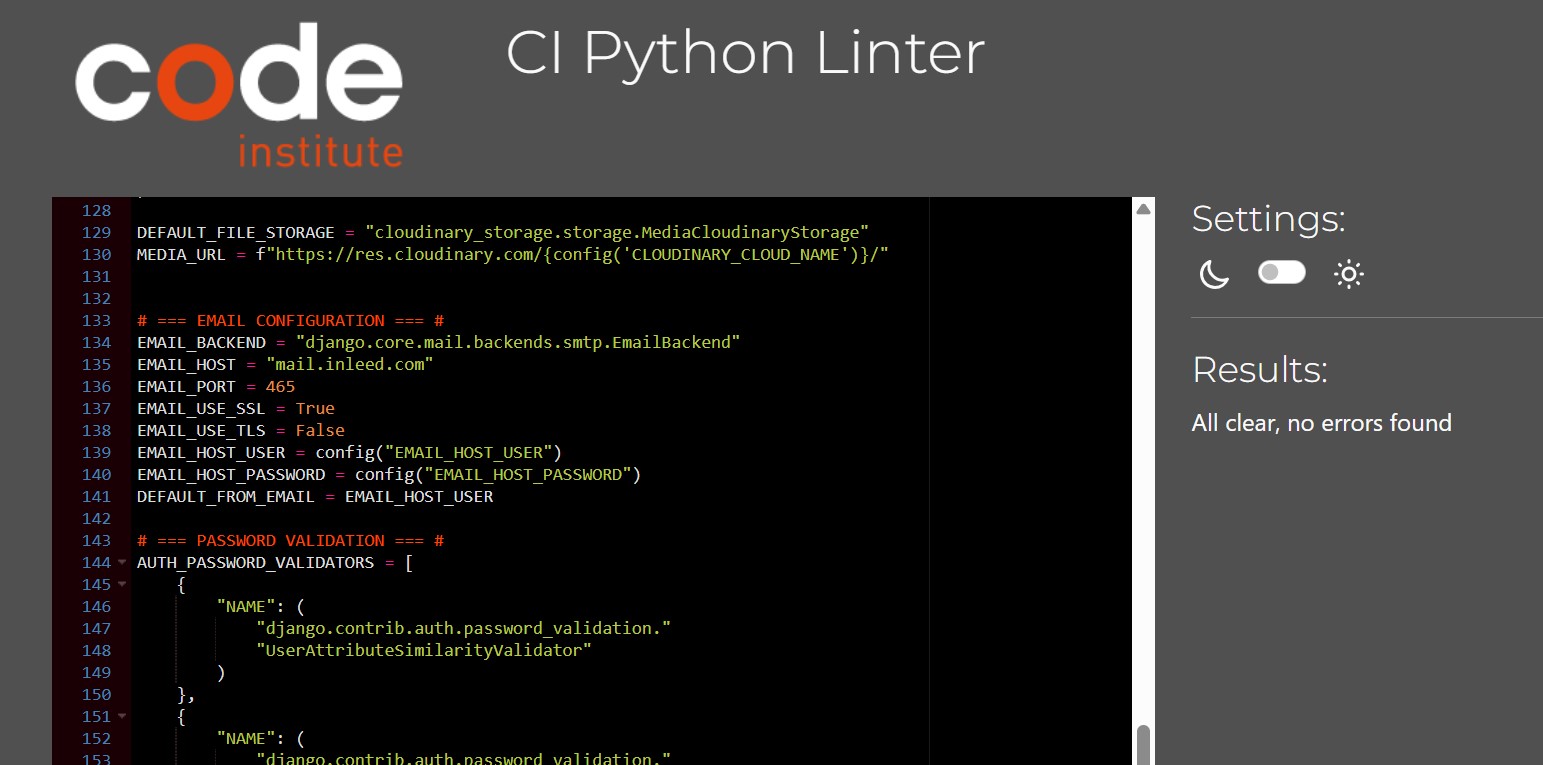 code
institute
CI Python Linter
128
129 DEFAULT_FILE_STORAGE = "cloudinary_storage.storage.MediaCloudinaryStorage"
130 MEDIA_URL = f"https://res.cloudinary.com/{config('CLOUDINARY_CLOUD_NAME')}/"
131
132
133 # === EMAIL CONFIGURATION === #
134 EMAIL_BACKEND = "django.core.mail.backends.smtp.EmailBackend"
135 EMAIL_HOST = "mail.inleed.com"
136 EMAIL_PORT = 465
137 EMAIL_USE_SSL = True
138 EMAIL_USE_TLS = False
139 EMAIL_HOST_USER = config("EMAIL_HOST_USER")
140 EMAIL_HOST_PASSWORD = config("EMAIL_HOST_PASSWORD")
141 DEFAULT_FROM_EMAIL = EMAIL_HOST_USER
142
143 # === PASSWORD VALIDATION === #
144 AUTH_PASSWORD_VALIDATORS = [
145     {
146         "NAME": (
147             "django.contrib.auth.password_validation."
148             "UserAttributeSimilarityValidator"
149         )
150     },
151     {
152         "NAME": (
153             "django.contrib.auth.password_validation."
Settings:
Results:
All clear, no errors found